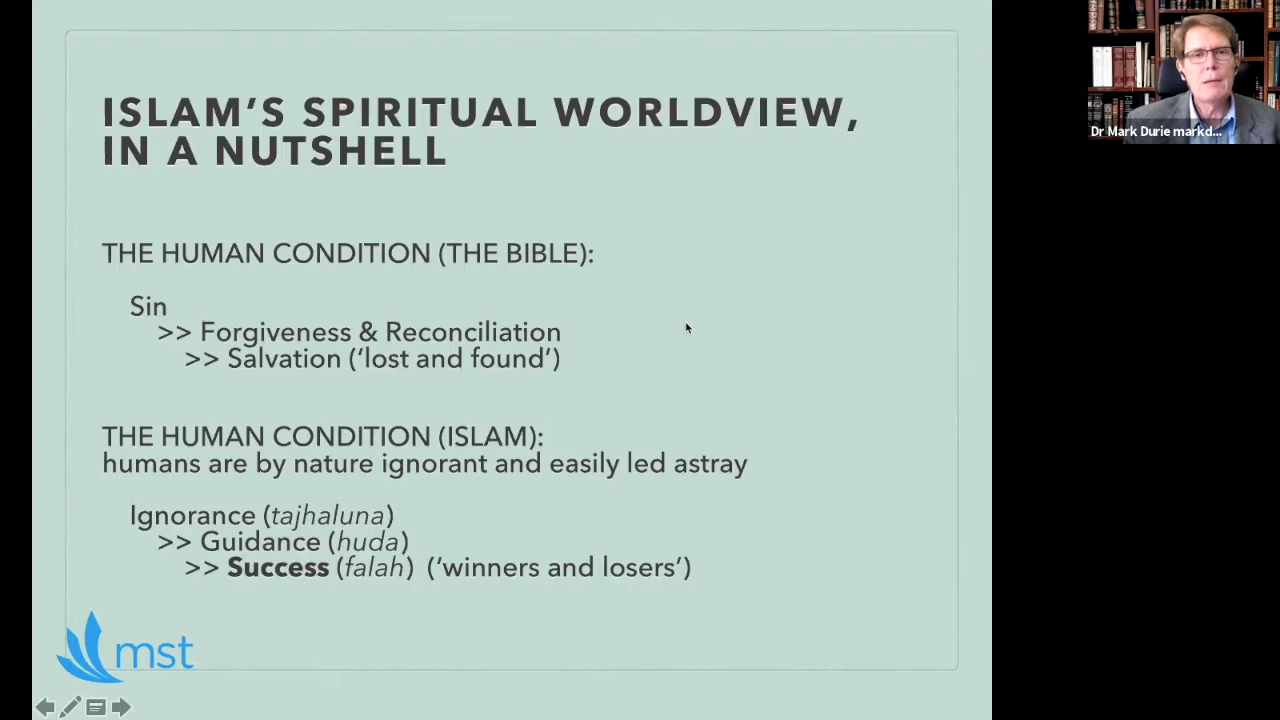 ISLAM'S SPIRITUAL WORLDVIEW,
IN A NUTSHELL
THE HUMAN CONDITION (THE BIBLE):
Sin
>> Forgiveness & Reconciliation
>> Salvation ('lost and found')
THE HUMAN CONDITION (ISLAM):
humans are by nature ignorant and easily led astray
Ignorance (tajhaluna)
>> Guidance (huda)
>> Success (falah) ('winners and losers')
mst
Dr Mark Durie markd...